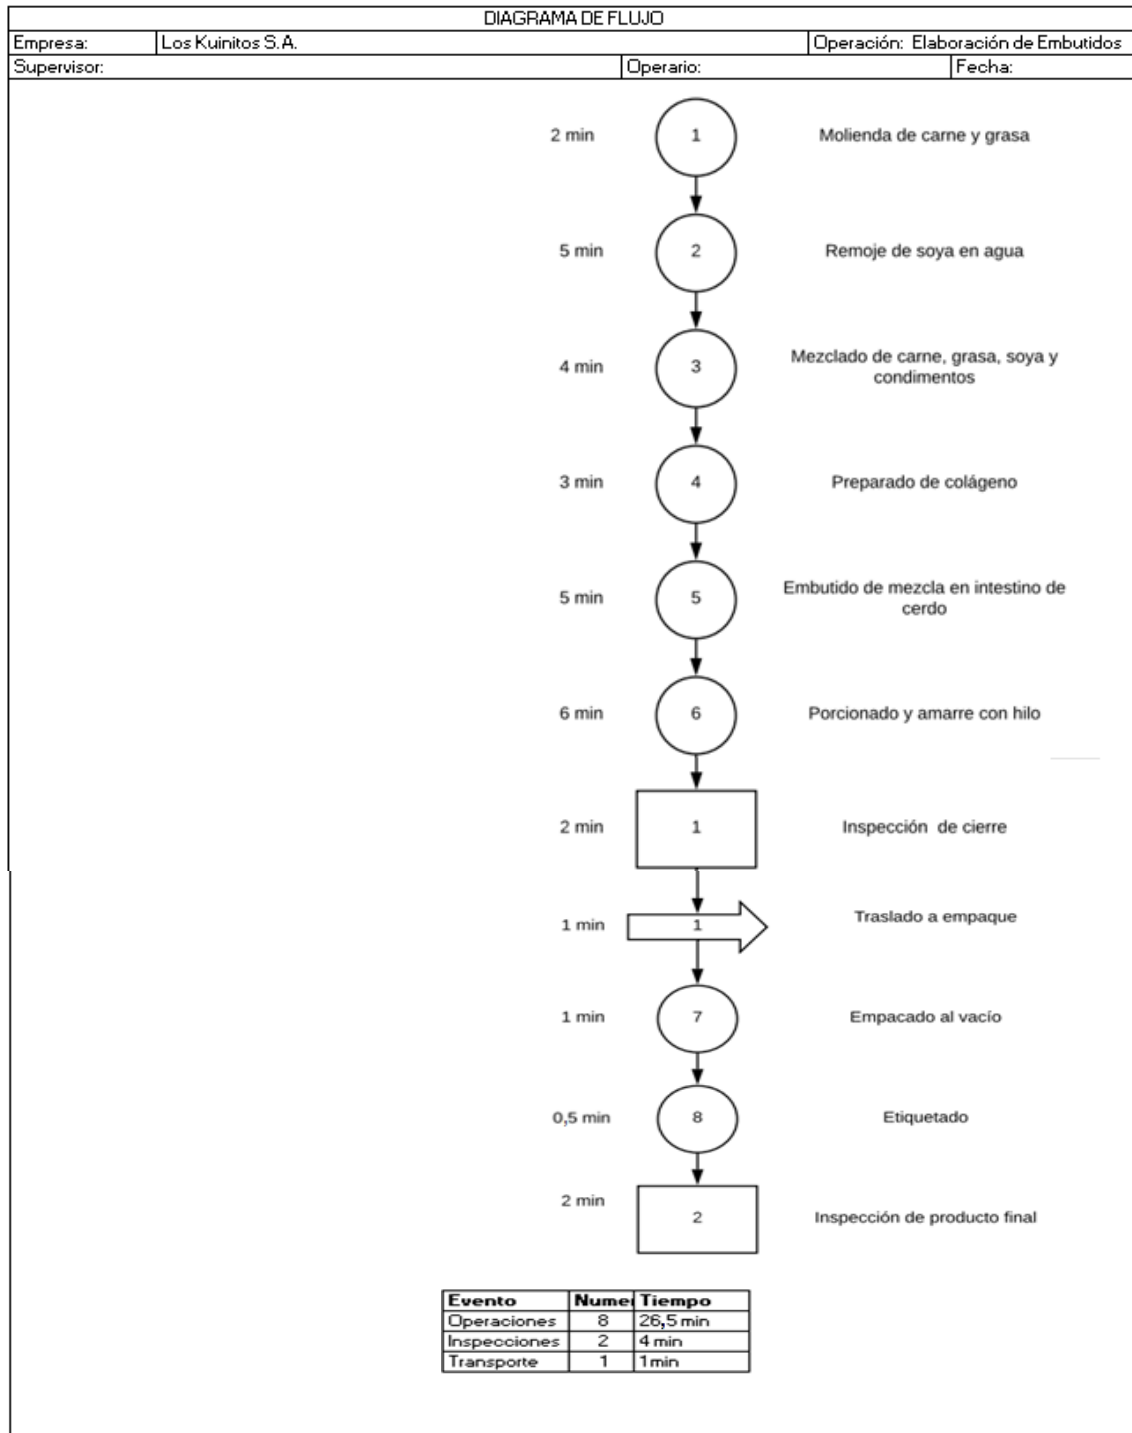 DIAGRAMA DE FLUJO
Empresa: Los Kuinitos S.A. Operación: Elaboración de Embutidos
Supervisor: Operario: Fecha:
2 min 1 Molienda de carne y grasa
5 min 2 Remoje de soya en agua
4 min 3 Mezclado de carne, grasa, soya y
condimentos
3 min 4 Preparado de colágeno
5 min 5 Embutido de mezcla en intestino de
cerdo
6 min 6 Porcionado y amarre con hilo
2 min 1 Inspección de cierre
1 min 1 Traslado a empaque
1 min 7 Empacado al vacío
0,5 min 8 Etiquetado
2 min 2 Inspección de producto final
Evento Numer Tiempo
Operaciones 8 26,5 min
Inspecciones 2 4 min
Transporte 1 1 min